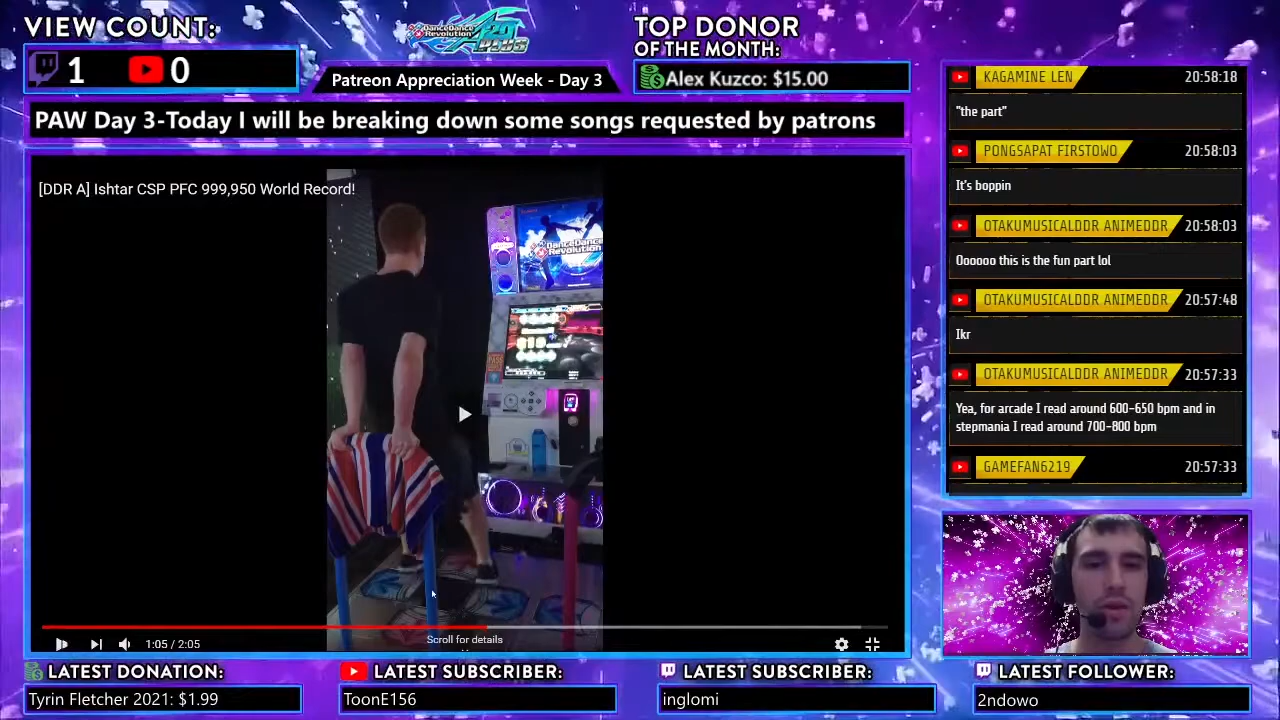 VIEW COUNT:
1
0
DanceDanceRevolution A20 PLUS
Patreon Appreciation Week - Day 3
TOP DONOR
OF THE MONTH:
Alex Kuzco: $15.00
PAW Day 3-Today I will be breaking down some songs requested by patrons
[DDR A] Ishtar CSP PFC 999,950 World Record!
DanceDance
Revolution
Scroll for details
1:05 / 2:05
KAGAMINE LEN
20:58:18
"the part"
PONGSAPAT FIRSTOWO
20:58:03
It's boppin
OTAKUMUSICALDDR ANIMEDDR
20:58:03
Oooooo this is the fun part lol
OTAKUMUSICALDDR ANIMEDDR
20:57:48
Ikr
OTAKUMUSICALDDR ANIMEDDR
20:57:33
Yea, for arcade I read around 600-650 bpm and in
stepmania I read around 700-800 bpm
GAMEFAN6219
20:57:33
LATEST DONATION:
Tyrin Fletcher 2021: $1.99
LATEST SUBSCRIBER:
ToonE156
LATEST SUBSCRIBER:
inglomi
LATEST FOLLOWER:
2ndowo